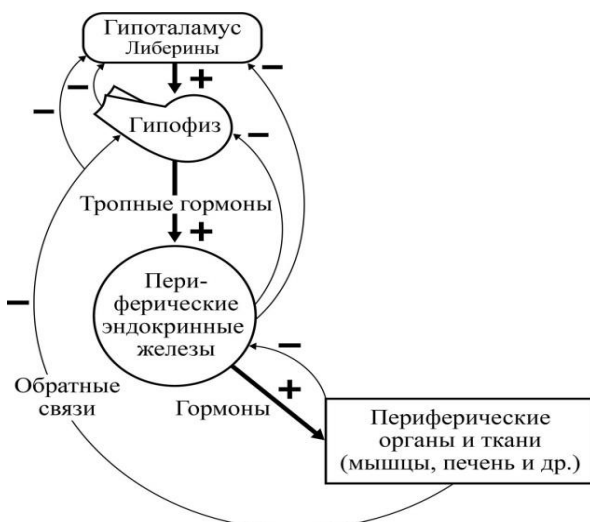 Гипоталамус
Либерины
+
−
−
−
Гипофиз
−
Тропные гормоны
+
Пери-
ферические
эндокринные
железы
−
−
+
Обратные
связи
Гормоны
Периферические
органы и ткани
(мышцы, печень и др.)